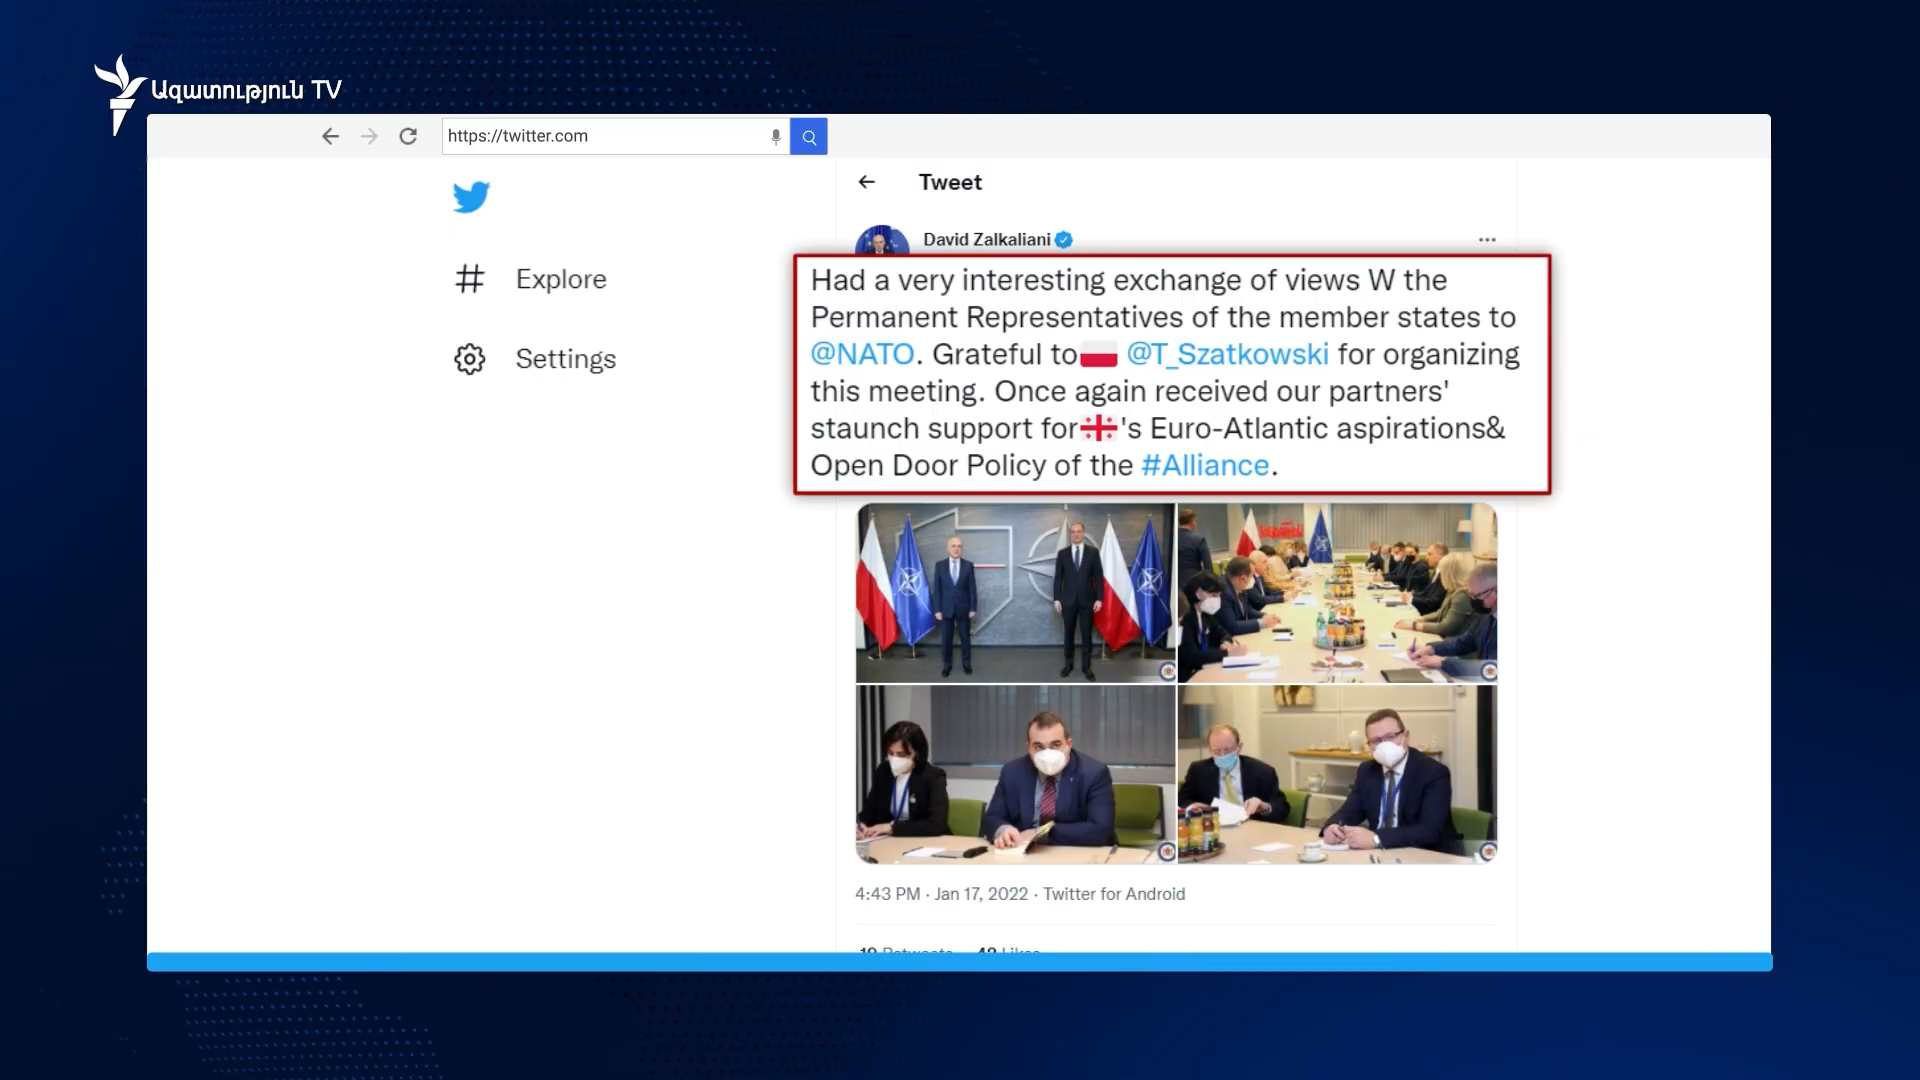 Ազատություն TV
https://twitter.com
Tweet
David Zalkaliani
Explore
Settings
Had a very interesting exchange of views W the
Permanent Representatives of the member states to
@NATO. Grateful to🇵🇱 @T_Szatkowski for organizing
this meeting. Once again received our partners'
staunch support for🇬🇪's Euro-Atlantic aspirations&
Open Door Policy of the #Alliance.
4:43 PM · Jan 17, 2022 · Twitter for Android